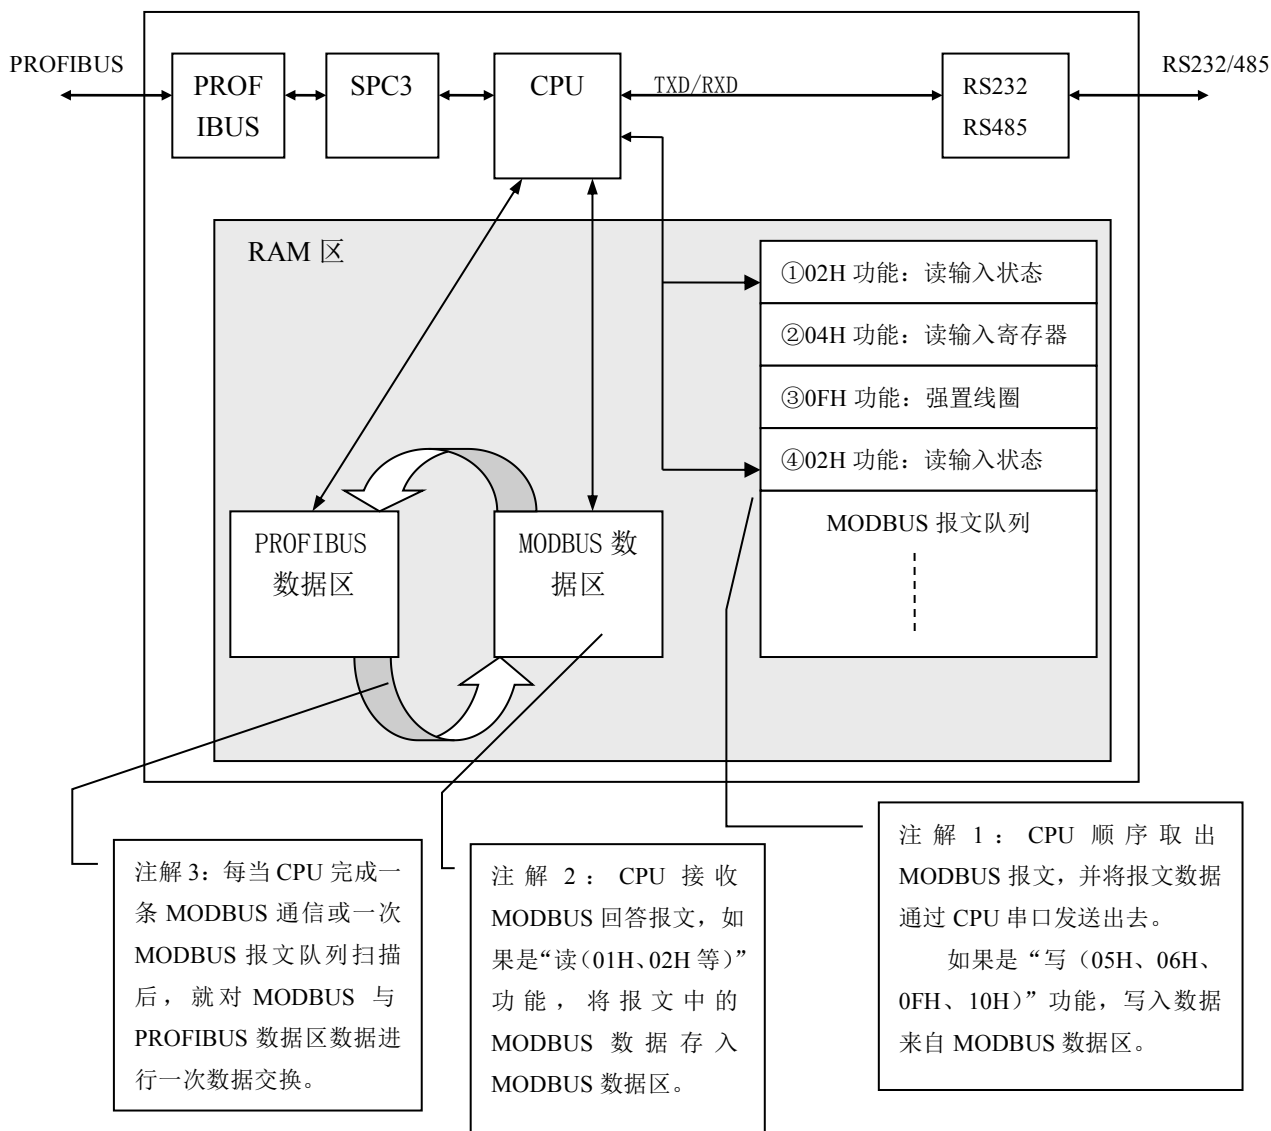 PROFIBUS
PROF
IBUS
SPC3
CPU
TXD/RXD
RS232
RS485
RS232/485
RAM 区
①02H 功能：读输入状态
②04H 功能：读输入寄存器
③0FH 功能：强置线圈
④02H 功能：读输入状态
MODBUS 报文队列
PROFIBUS
数据区
MODBUS 数
据区
注解 3：每当 CPU 完成一
条 MODBUS 通信或一次
MODBUS 报文队列扫描
后，就对 MODBUS 与
PROFIBUS 数据区数据进
行一次数据交换。
注解 2：CPU 接收
MODBUS 回答报文，如
果是“读（01H、02H 等）”
功能，将报文中的
MODBUS 数据存入
MODBUS 数据区。
注解 1：CPU 顺序取出
MODBUS 报文，并将报文数据
通过 CPU 串口发送出去。
如果是“写（05H、06H、
0FH、10H）”功能，写入数据
来自 MODBUS 数据区。